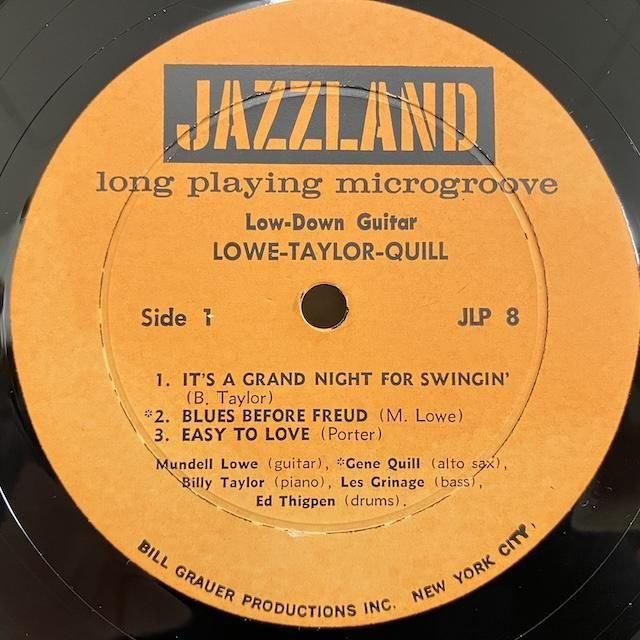 JAZZLAND
long playing microgroove
Low-Down Guitar
LOWE-TAYLOR-QUILL
Side 1 JLP 8
1. IT'S A GRAND NIGHT FOR SWINGIN'
(B. Taylor)
*2. BLUES BEFORE FREUD (M. Lowe)
3. EASY TO LOVE (Porter)
Mundell Lowe (guitar), *Gene Quill (alto sax),
Billy Taylor (piano), Les Grinage (bass),
Ed Thigpen (drums).
BILL GRAUER PRODUCTIONS INC. NEW YORK CITY